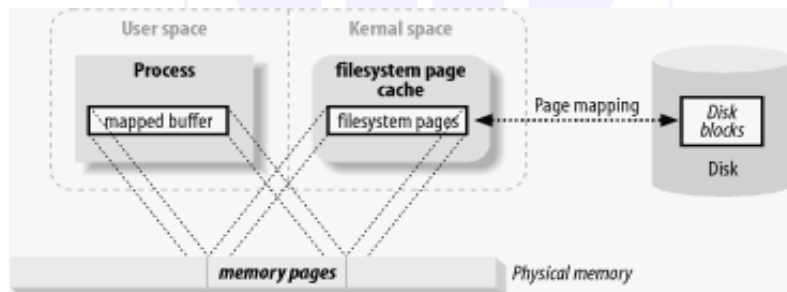 User space
Kernal space
Process
filesystem page
cache
mapped buffer
filesystem pages
Page mapping
Disk
blocks
Disk
memory pages
Physical memory